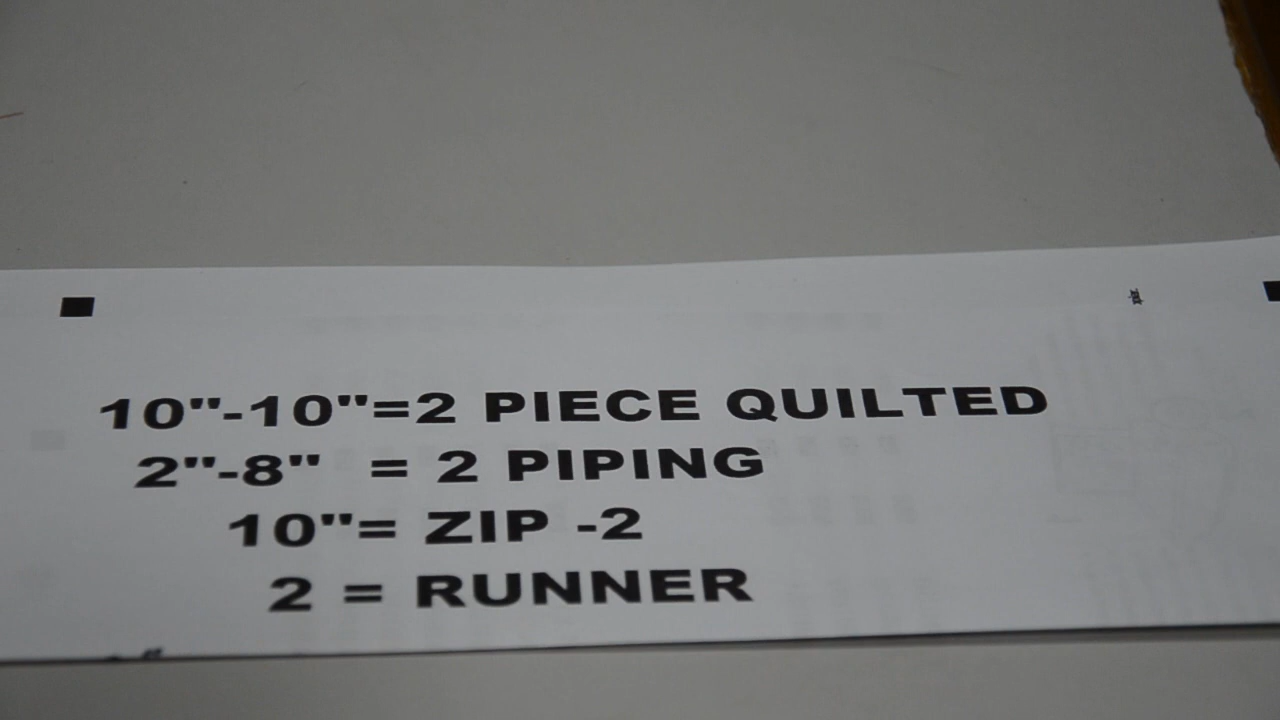 10"-10"=2 PIECE QUILTED
2"-8" = 2 PIPING
10"= ZIP -2
2 = RUNNER